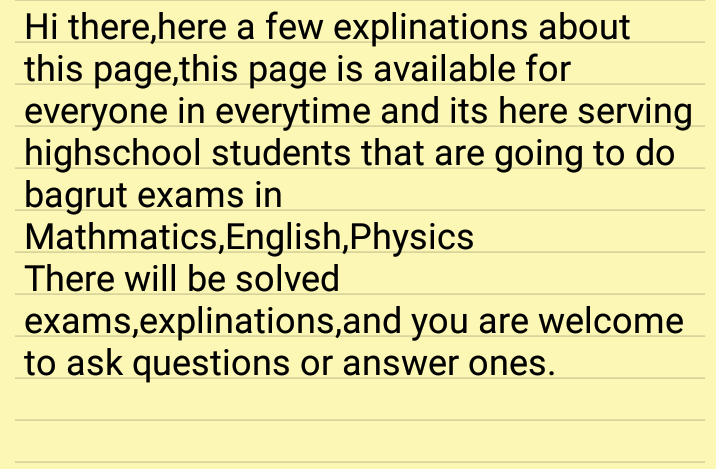 Hi there,here a few explinations about
this page,this page is available for
everyone in everytime and its here serving
highschool students that are going to do
bagrut exams in
Mathmatics,English,Physics
There will be solved
exams,explinations,and you are welcome
to ask questions or answer ones.